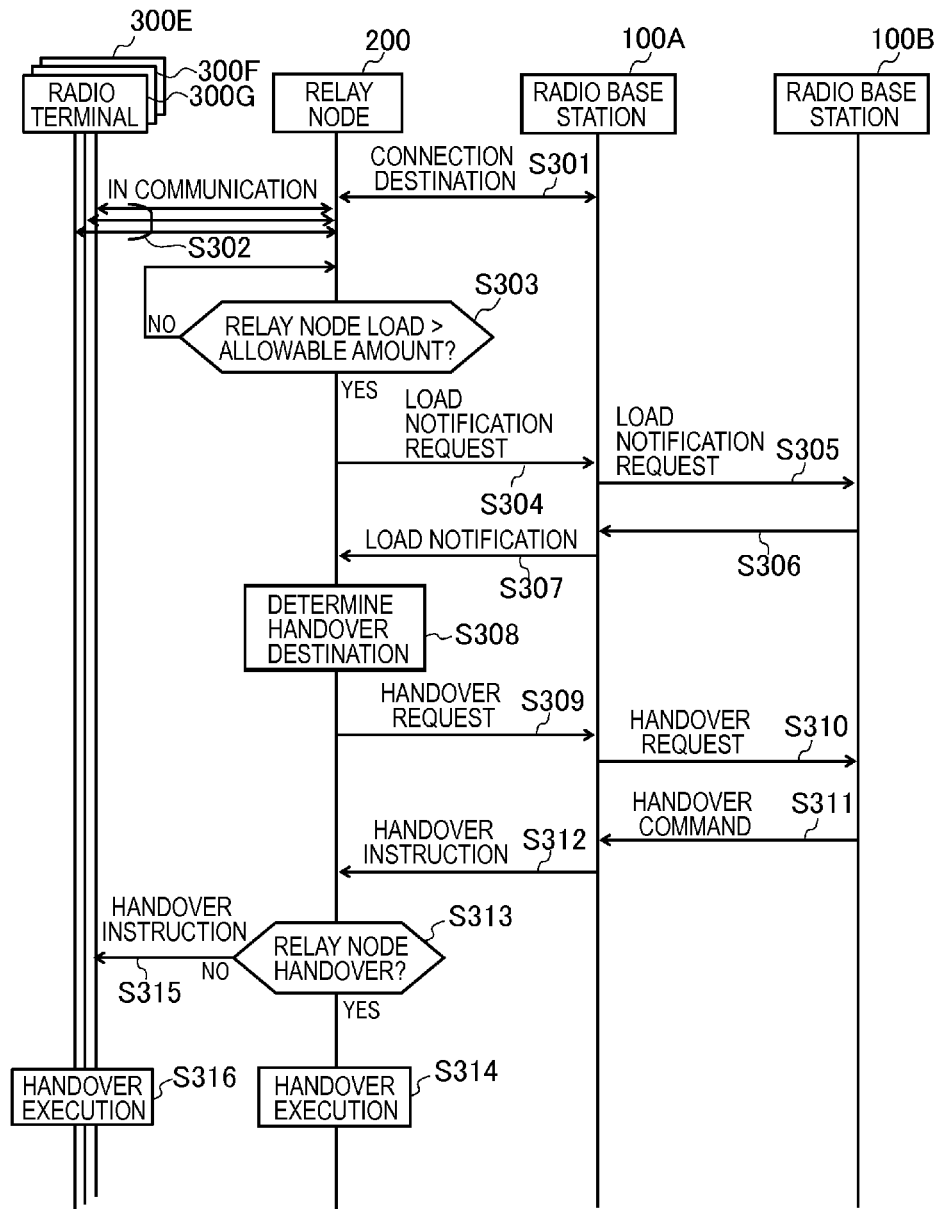 300E
300F
300G
RADIO
TERMINAL
200
RELAY
NODE
100A
RADIO BASE
STATION
100B
RADIO BASE
STATION
CONNECTION
DESTINATION
S301
IN COMMUNICATION
S302
S303
NO
RELAY NODE LOAD >
ALLOWABLE AMOUNT?
YES
LOAD
NOTIFICATION
REQUEST
S304
LOAD
NOTIFICATION
REQUEST
S305
S306
LOAD NOTIFICATION
S307
DETERMINE
HANDOVER
DESTINATION
S308
HANDOVER
REQUEST
S309
HANDOVER
REQUEST
S310
HANDOVER
COMMAND
S311
HANDOVER
INSTRUCTION
S312
HANDOVER
INSTRUCTION
S313
RELAY NODE
HANDOVER?
NO
S315
YES
HANDOVER
EXECUTION
S316
HANDOVER
EXECUTION
S314